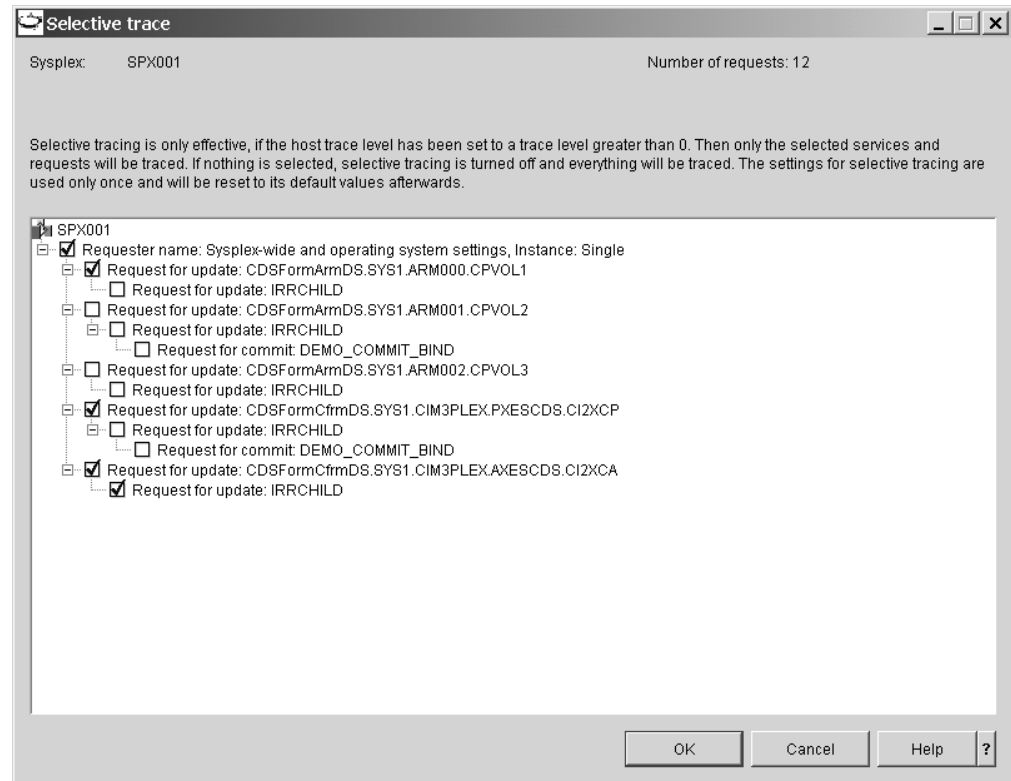 Selective trace
Sysplex: SPX001 Number of requests: 12
Selective tracing is only effective, if the host trace level has been set to a trace level greater than 0. Then only the selected services and
requests will be traced. If nothing is selected, selective tracing is turned off and everything will be traced. The settings for selective tracing are
used only once and will be reset to its default values afterwards.
SPX001
Requester name: Sysplex-wide and operating system settings, Instance: Single
Request for update: CDSFormArmDS.SYS1.ARM000.CPVOL1
Request for update: IRRCHILD
Request for update: CDSFormArmDS.SYS1.ARM001.CPVOL2
Request for update: IRRCHILD
Request for commit: DEMO_COMMIT_BIND
Request for update: CDSFormArmDS.SYS1.ARM002.CPVOL3
Request for update: IRRCHILD
Request for update: CDSFormCfrmDS.SYS1.CIM3PLEX.PXESCDS.CI2XCP
Request for update: IRRCHILD
Request for commit: DEMO_COMMIT_BIND
Request for update: CDSFormCfrmDS.SYS1.CIM3PLEX.AXESCDS.CI2XCA
Request for update: IRRCHILD
OK Cancel Help ?